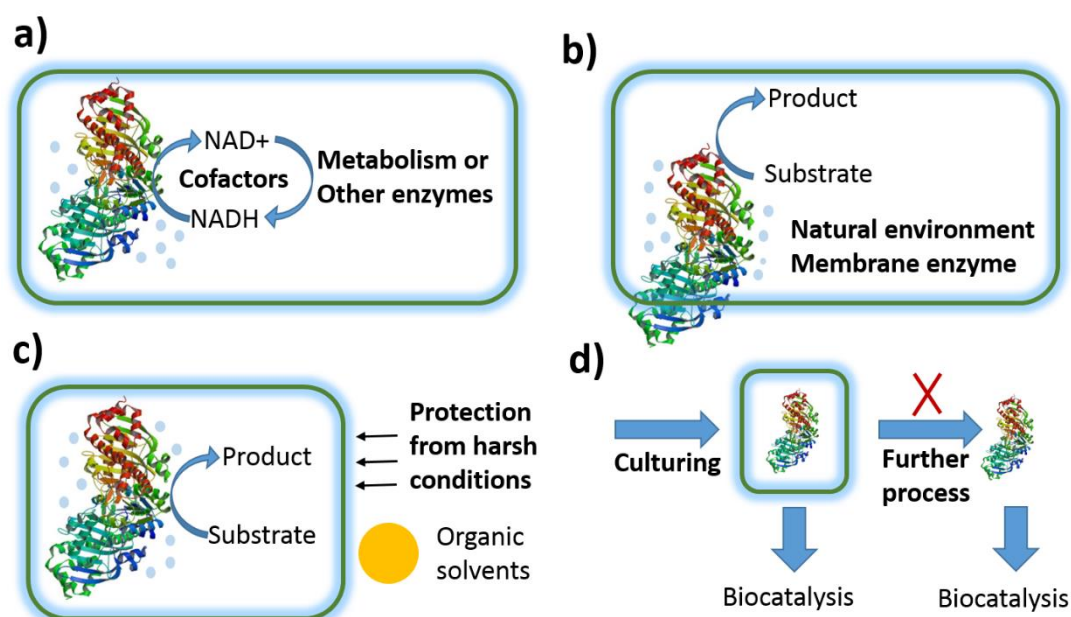 a)
NAD+
Cofactors
NADH
Metabolism or
Other enzymes
b)
Product
Substrate
Natural environment
Membrane enzyme
c)
Product
Substrate
Protection
from harsh
conditions
Organic
solvents
d)
Culturing
Further
process
Biocatalysis
Biocatalysis